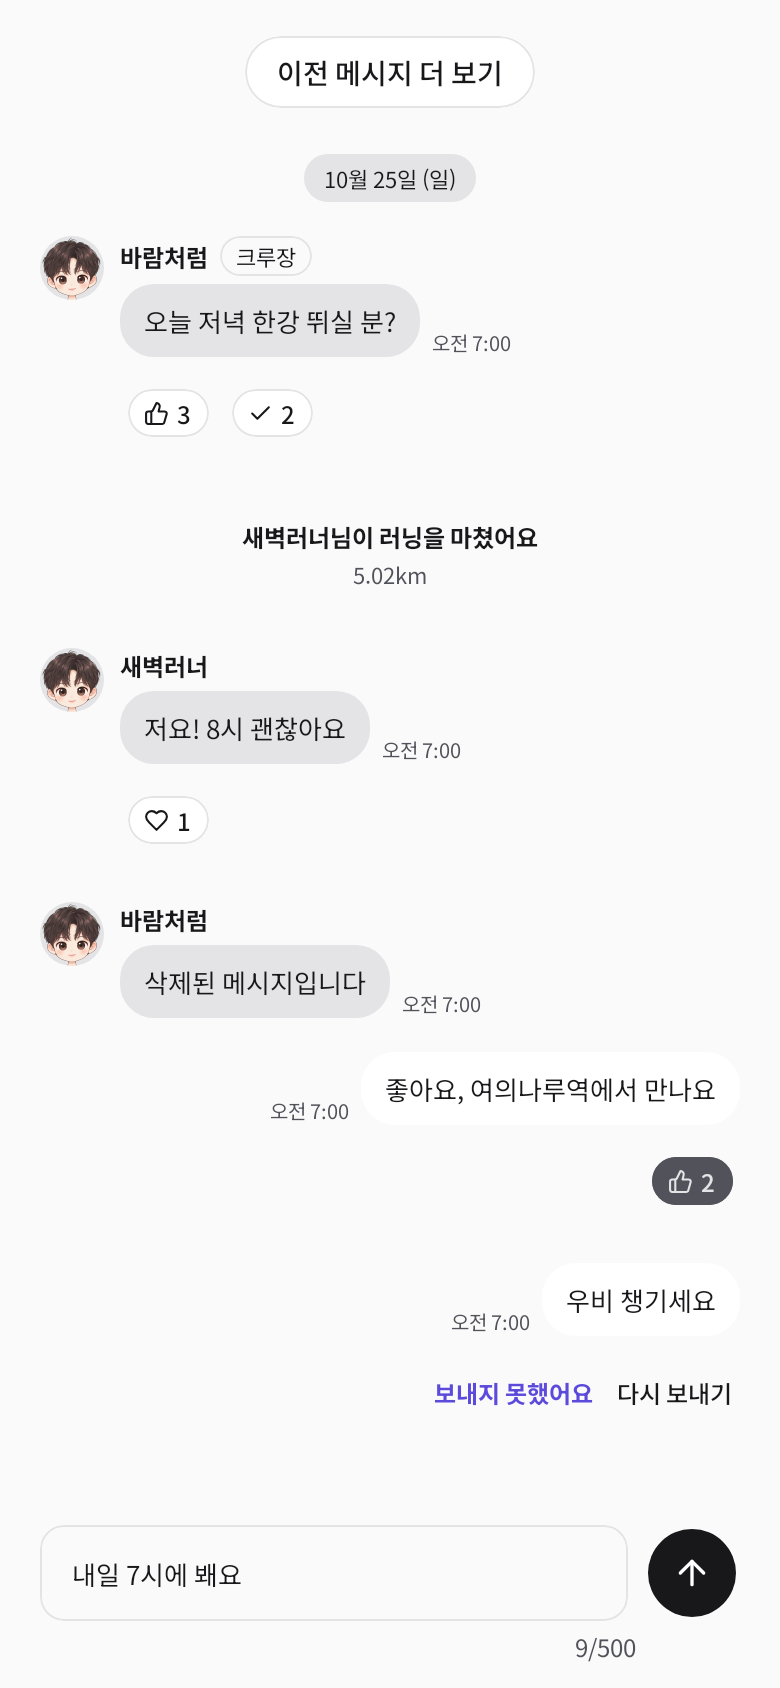 이전 메시지 더 보기
10월 25일 (일)
바람처럼 크루장
오늘 저녁 한강 뛰실 분?
오전 7:00
3 2
새벽러너님이 러닝을 마쳤어요
5.02km
새벽러너
저요! 8시 괜찮아요
오전 7:00
1
바람처럼
삭제된 메시지입니다
오전 7:00
좋아요, 여의나루역에서 만나요
오전 7:00
2
우비 챙기세요
오전 7:00
보내지 못했어요 다시 보내기
내일 7시에 봬요
9/500